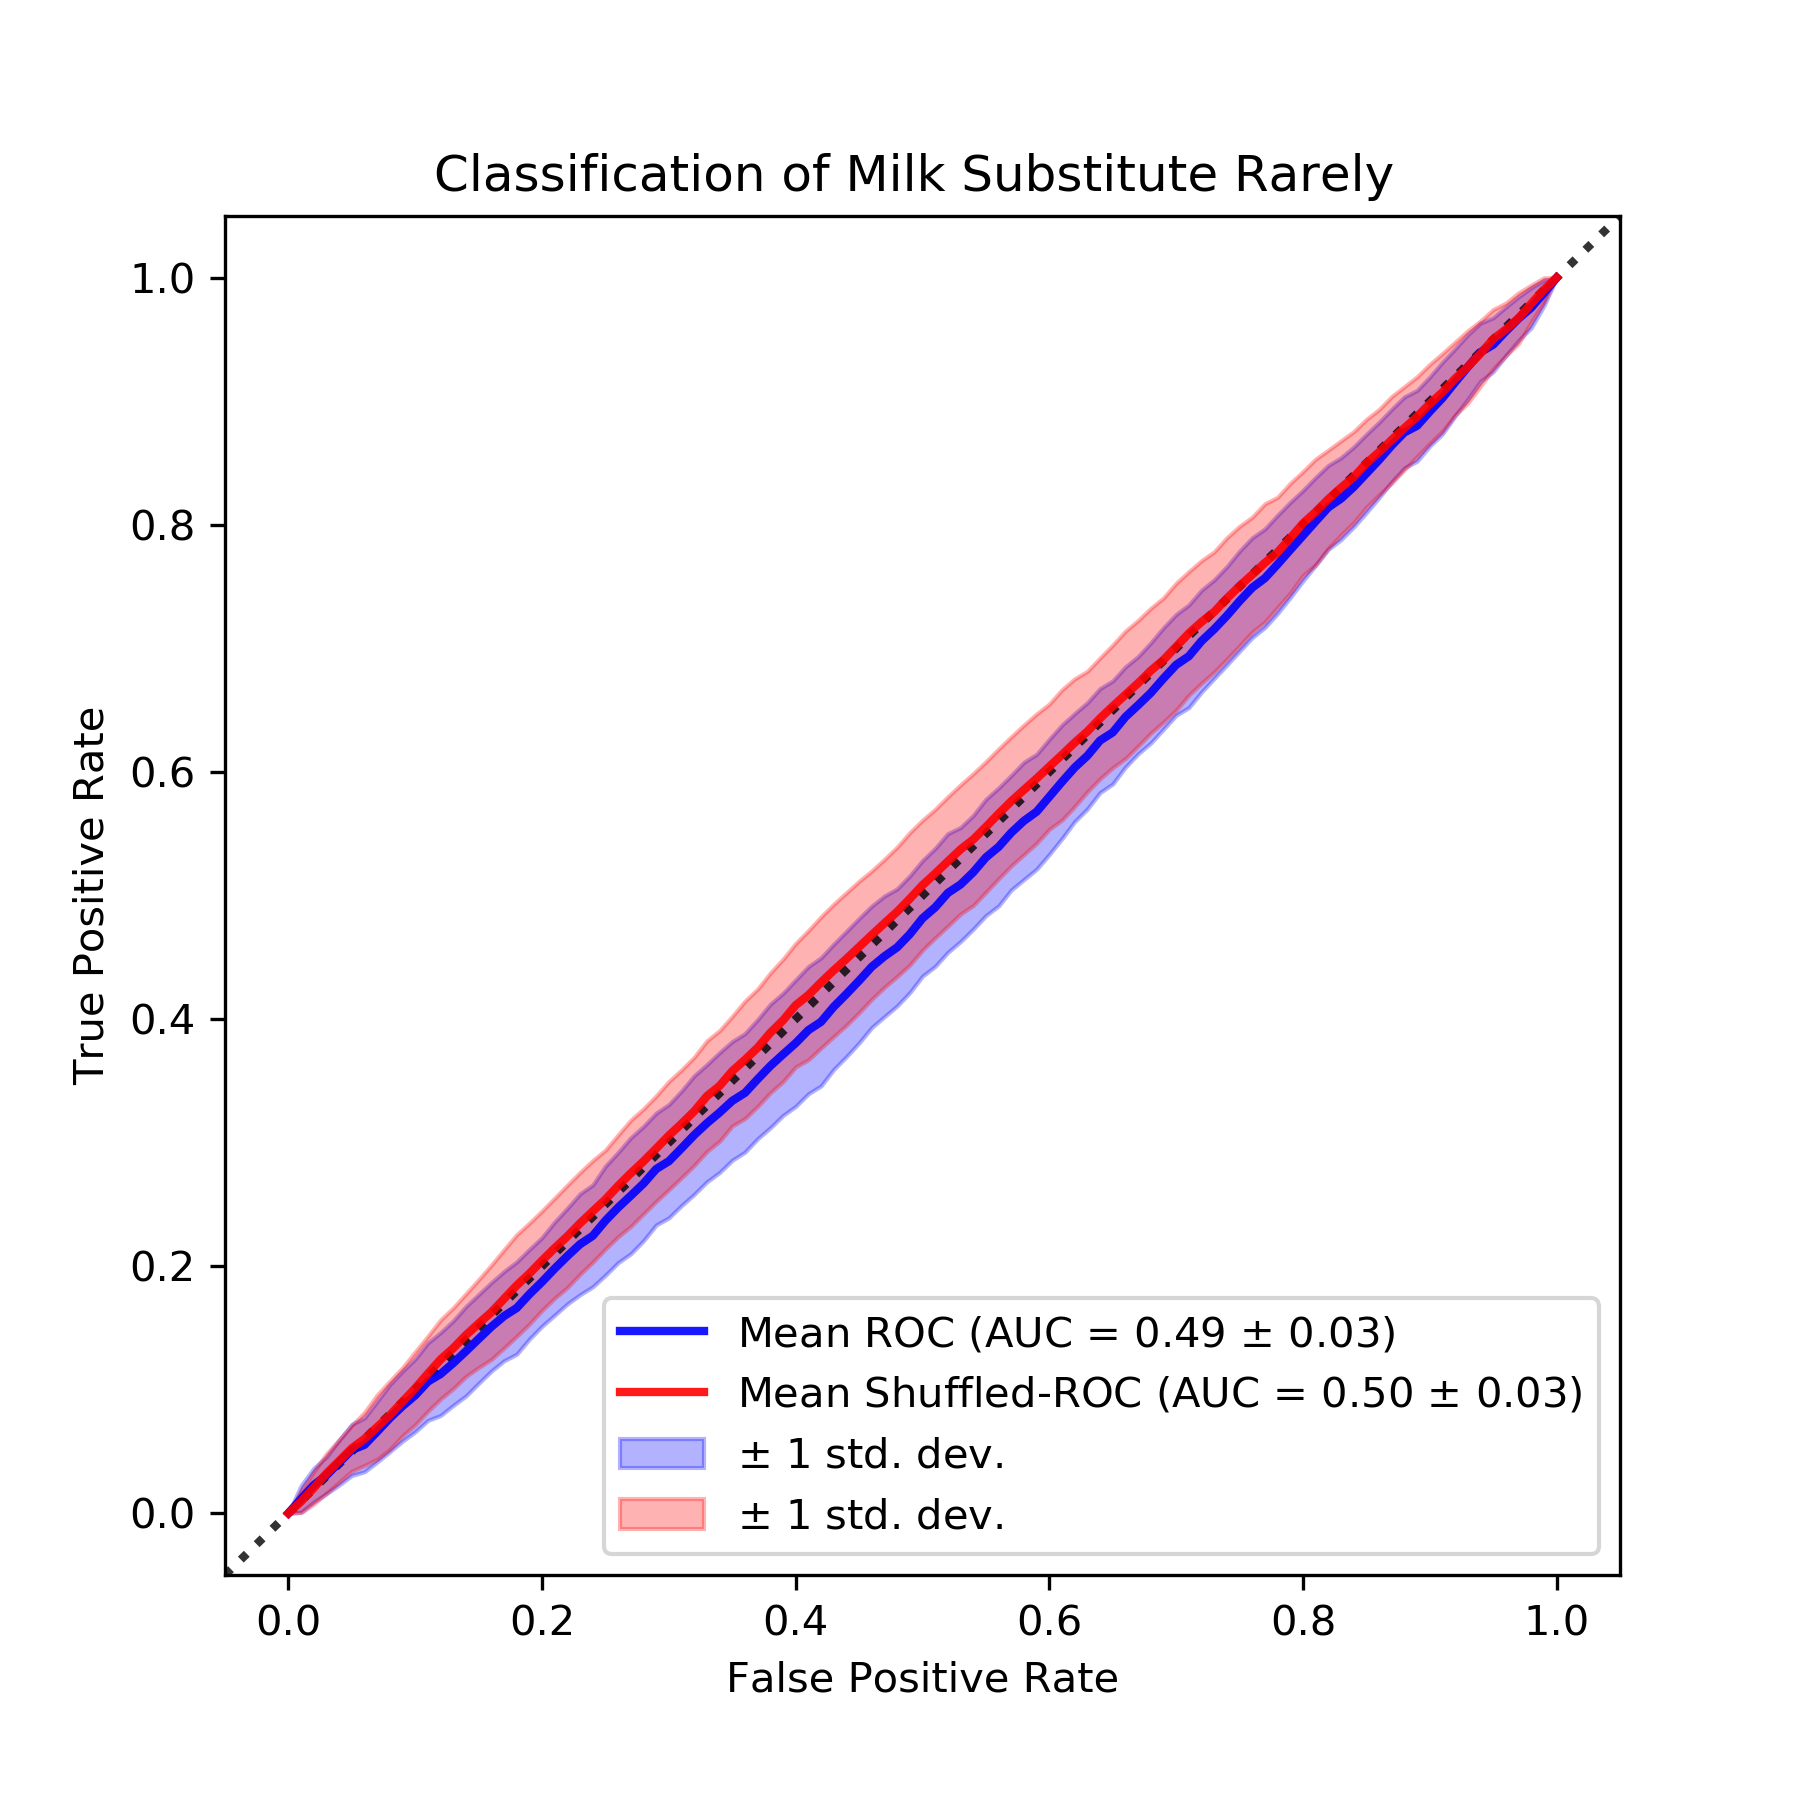 Classification of Milk Substitute Rarely
True Positive Rate
1.0
0.8
0.6
0.4
0.2
0.0
Mean ROC (AUC = 0.49 ± 0.03)
Mean Shuffled-ROC (AUC = 0.50 ± 0.03)
± 1 std. dev.
± 1 std. dev.
0.0 0.2 0.4 0.6 0.8 1.0
False Positive Rate